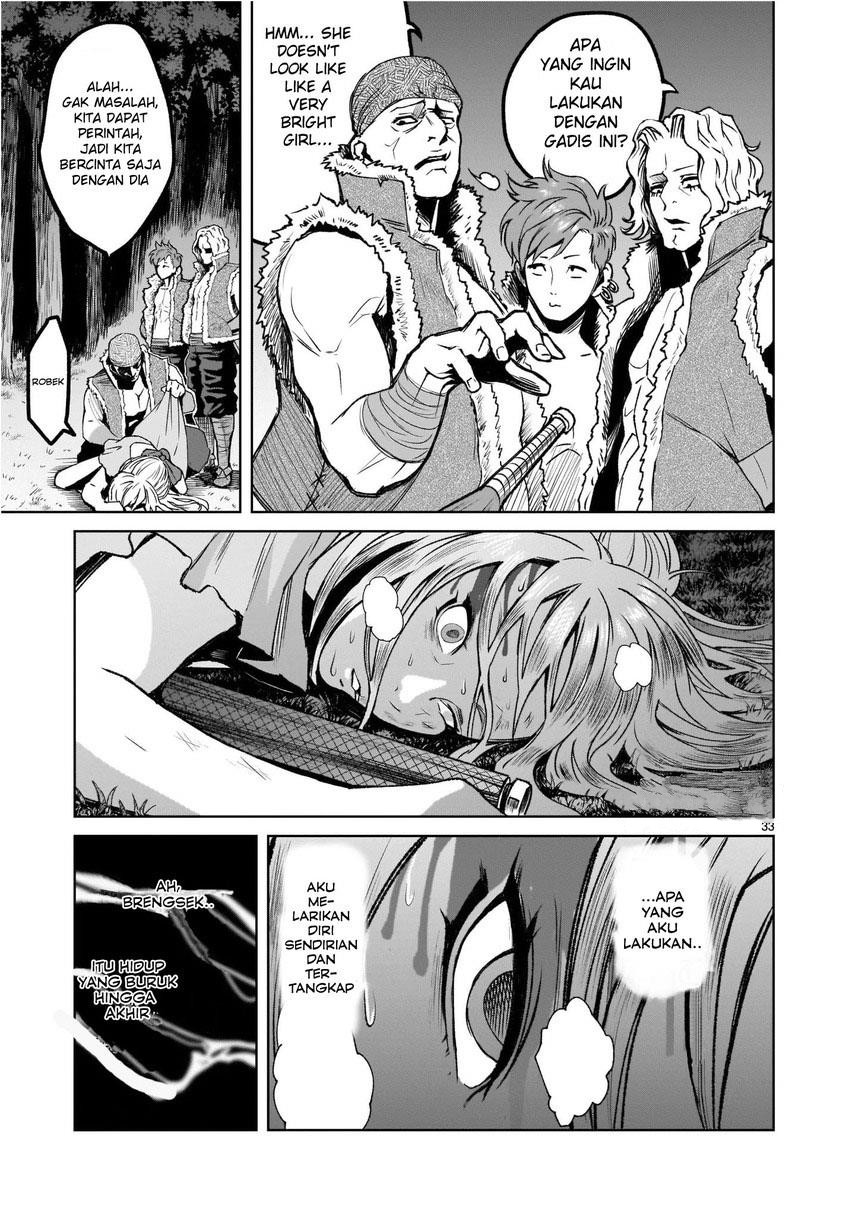 APA
YANG INGIN
KAU
LAKUKAN
DENGAN
GADIS INI?
HMM... SHE
DOESN'T
LOOK LIKE
LIKE A
VERY
BRIGHT
GIRL...
ALAH...
GAK MASALAH,
KITA DAPAT
PERINTAH,
JADI KITA
BERCINTA SAJA
DENGAN DIA
ROBEK
33
...APA
YANG
AKU
LAKUKAN..
AKU
ME-
LARIKAN
DIRI
SENDIRIAN
DAN
TER-
TANGKAP
AH,
BRENGSEK..
ITU HIDUP
YANG BURUK
HINGGA
AKHIR